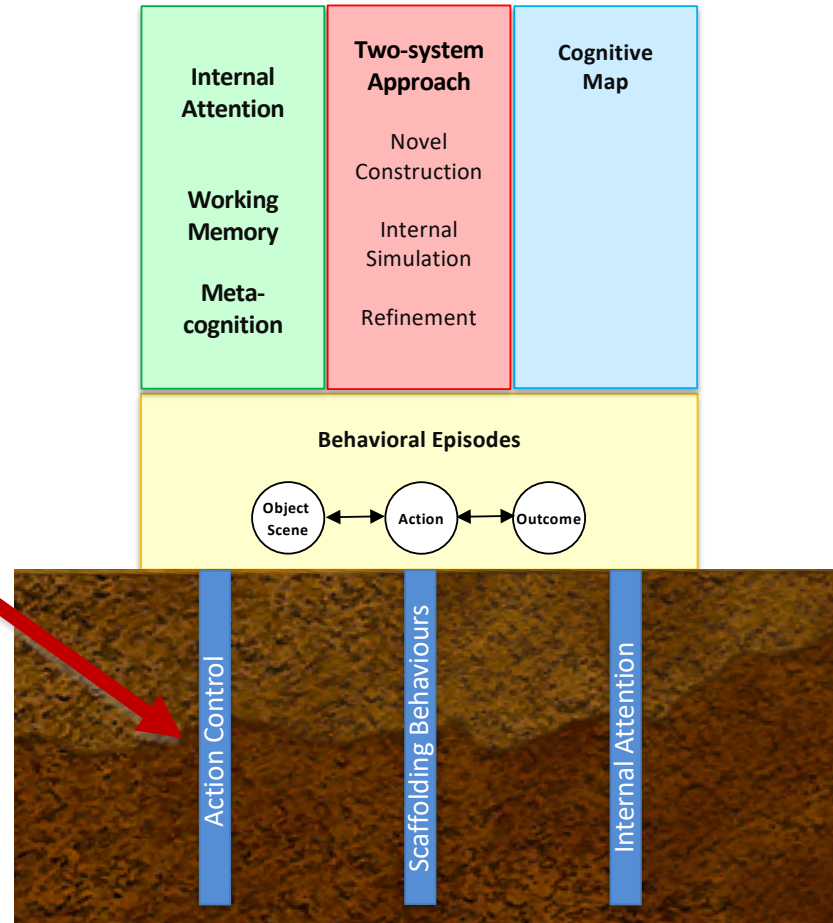 Internal
Attention
Working
Memory
Meta-
cognition
Two-system
Approach
Novel
Construction
Internal
Simulation
Refinement
Cognitive
Map
Behavioral Episodes
Object
Scene
Action
Outcome
Action Control
Scaffolding Behaviours
Internal Attention